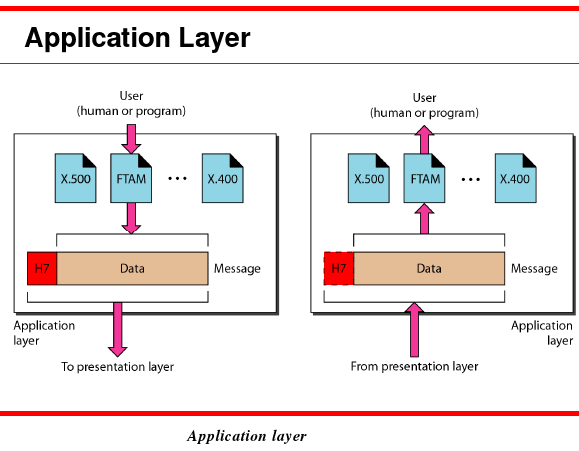 Application Layer
User
(human or program)
X.500
FTAM
...
X.400
H7
Data
Message
Application
layer
To presentation layer
User
(human or program)
X.500
FTAM
...
X.400
H7
Data
Message
Application
layer
From presentation layer
Application layer